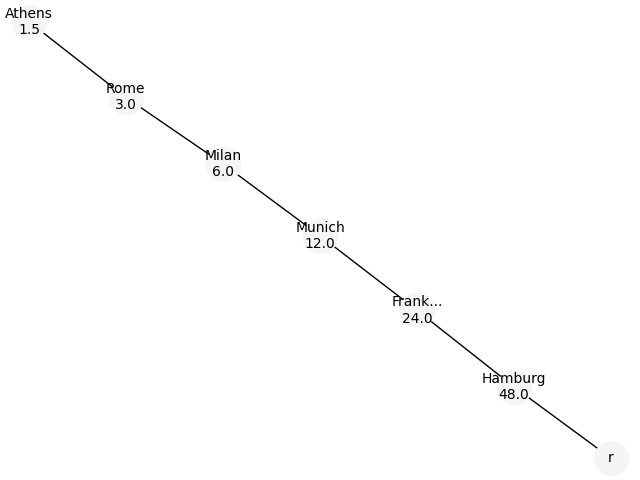 Athens
1.5
Rome
3.0
Milan
6.0
Munich
12.0
Frank...
24.0
Hamburg
48.0
r